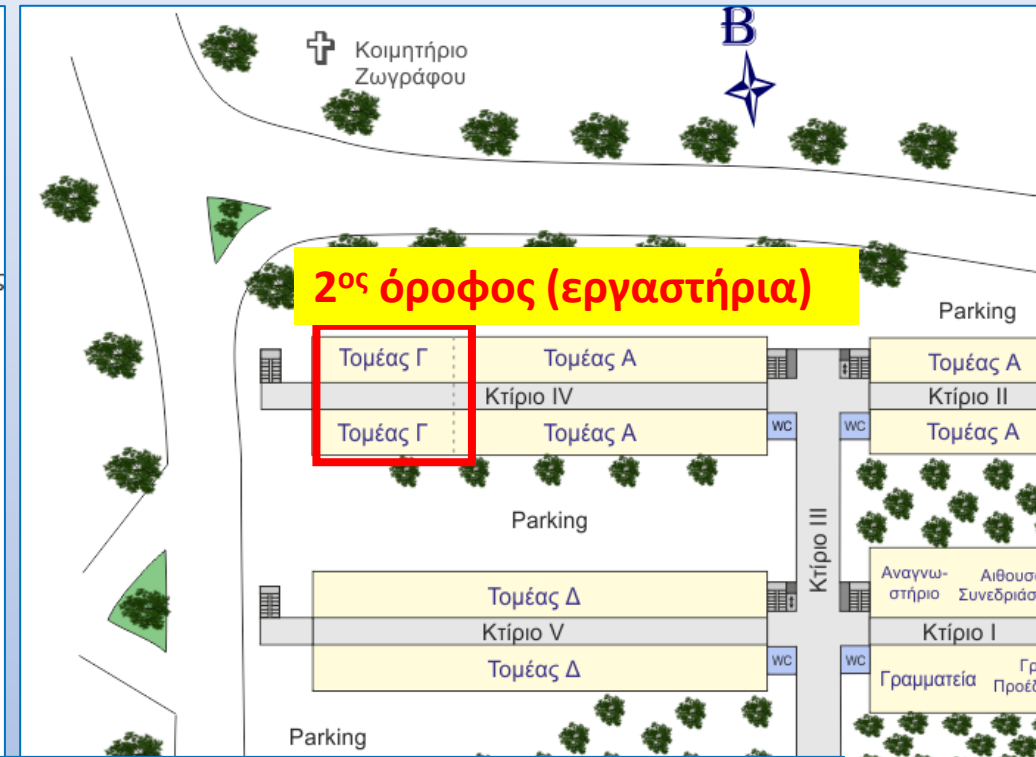 Β
Κοιμητήριο
Ζωγράφου
2ος όροφος (εργαστήρια)
Parking
Τομέας Γ
Τομέας Α
Τομέας Α
Κτίριο IV
Κτίριο II
Τομέας Γ
Τομέας Α
WC
WC
Τομέας Α
Parking
Κτίριο III
Αναγνω-
στήριο
Τομέας Δ
Κτίριο V
Κτίριο I
Τομέας Δ
WC
WC
Γραμματεία
Parking